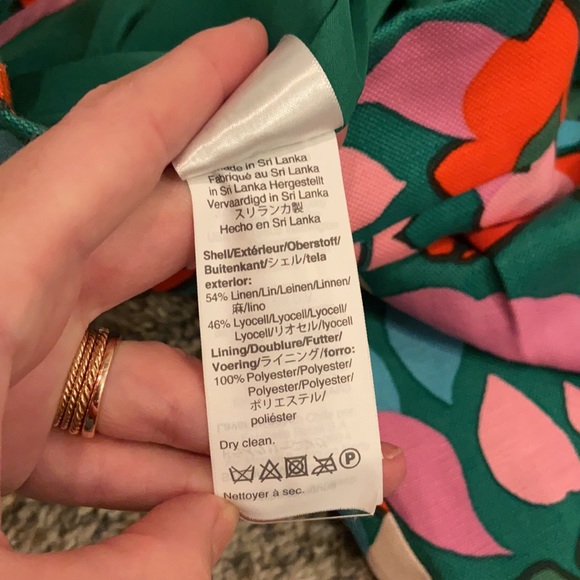 Made in Sri Lanka
Fabriqué au Sri Lanka
in Sri Lanka Hergestellt
Vervaardigd in Sri Lanka
スリランカ製
Hecho en Sri Lanka
Shell/Extérieur/Oberstoff/
Buitenkant/シェル/tela
exterior:
54% Linen/Lin/Leinen/Linnen/
麻/lino
46% Lyocell/Lyocell/Lyocell/
Lyocell/リオセル/lyocell
Lining/Doublure/Futter/
Voering/ライニング/forro:
100% Polyester/Polyester/
Polyester/Polyester/
ポリエステル/
poliéster
Dry clean.
P
Nettoyer à sec.